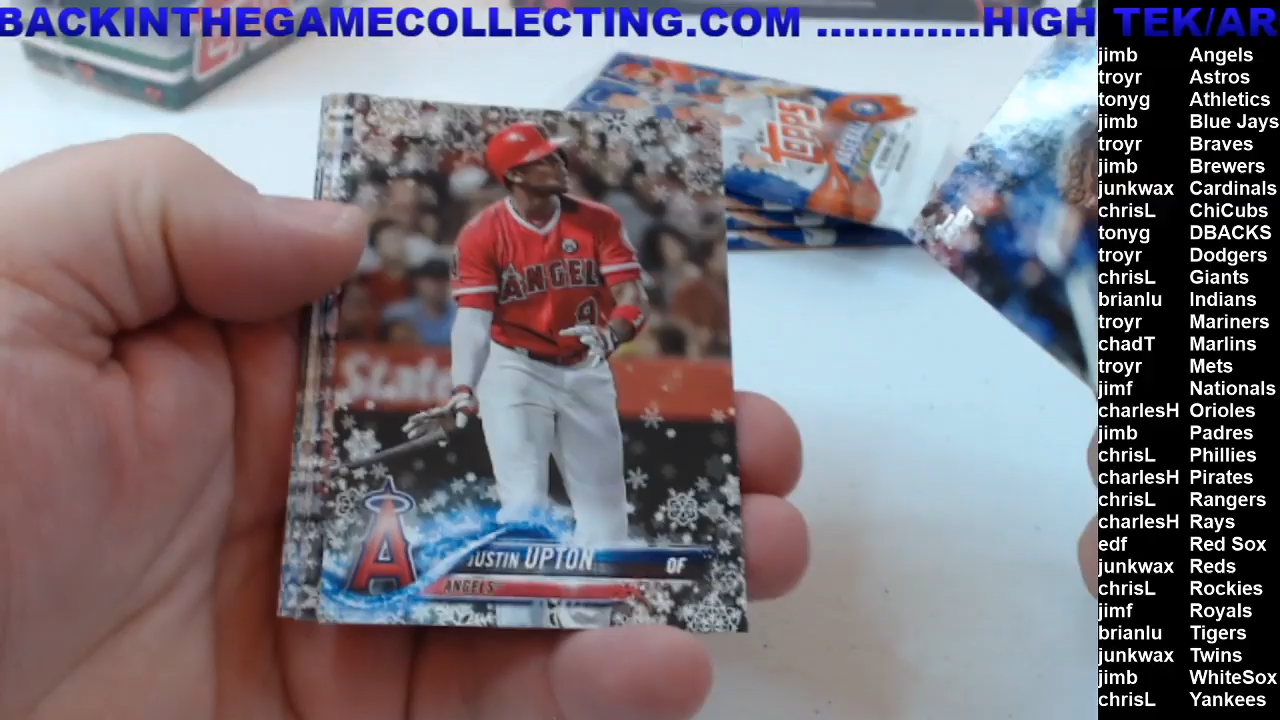 BACKINTHEGAMECOLLECTING.COM ............HIGH TEK/AR
jimb Angels
troyr Astros
tonyg Athletics
jimb Blue Jays
troyr Braves
jimb Brewers
junkwax Cardinals
chrisL ChiCubs
tonyg DBACKS
troyr Dodgers
chrisL Giants
brianlu Indians
troyr Mariners
chadT Marlins
troyr Mets
jimf Nationals
charlesH Orioles
jimb Padres
chrisL Phillies
charlesH Pirates
chrisL Rangers
charlesH Rays
edf Red Sox
junkwax Reds
chrisL Rockies
jimf Royals
brianlu Tigers
junkwax Twins
jimb WhiteSox
chrisL Yankees
TOPPS
ANGEL
9
State
A
JUSTIN UPTON OF
ANGELS